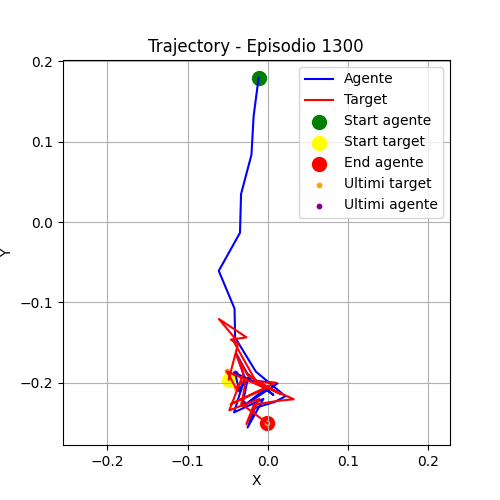 Trajectory - Episodio 1300
Agente
Target
Start agente
Start target
End agente
Ultimi target
Ultimi agente
0.2
0.1
0.0
−0.1
−0.2
Y
−0.2
−0.1
0.0
0.1
0.2
X